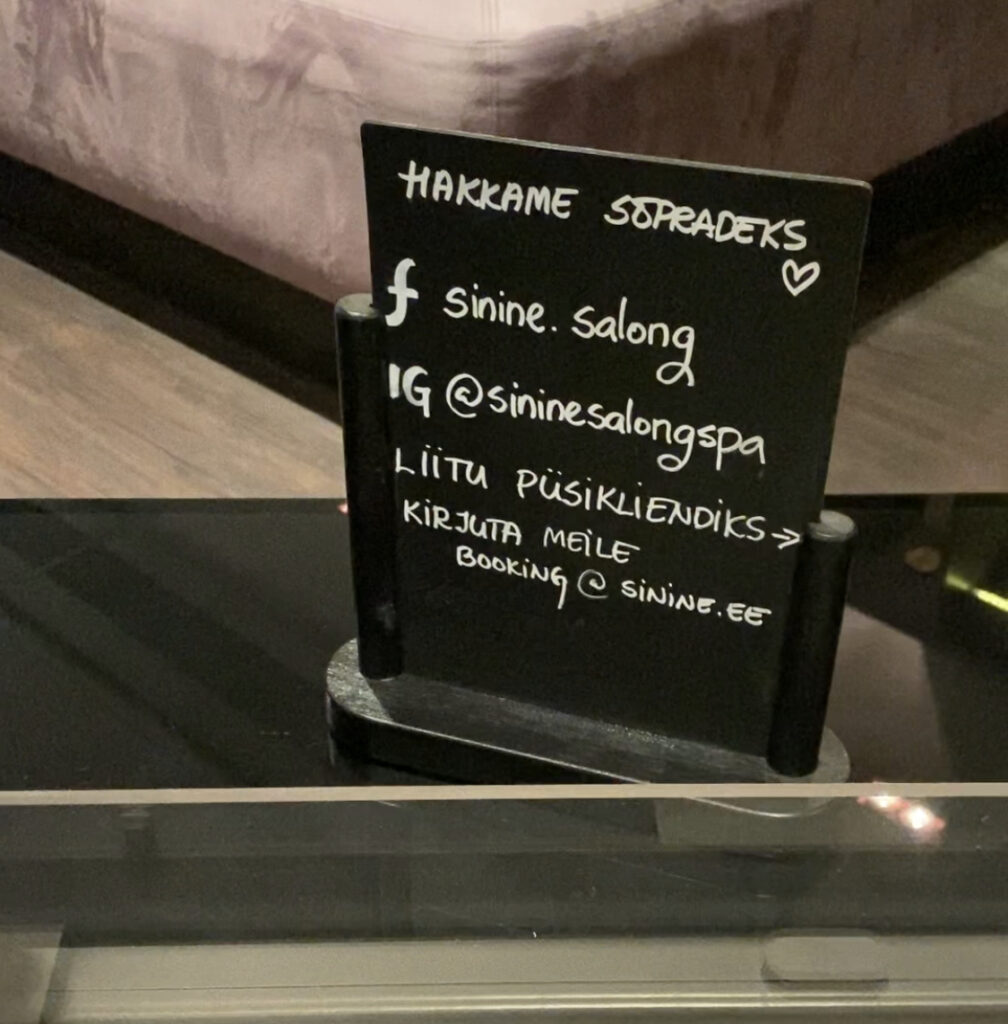 HAKKAME SÕPRADEKS
♡
f sinine.salong
IG @sininesalongspa
LIITU PÜSIKLIENDIKS →
KIRJUTA MEILE
BOOKING@SININE.EE